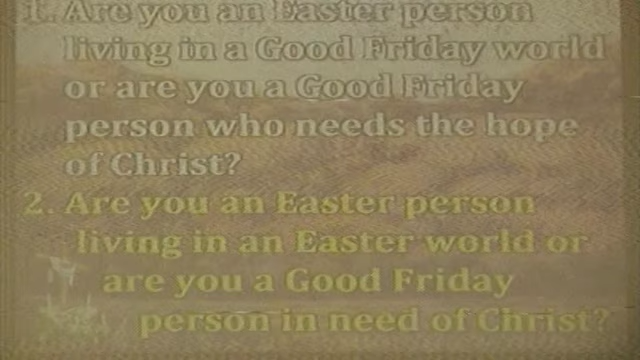 1. Are you an Easter person
living in a Good Friday world
or are you a Good Friday
person who needs the hope
of Christ?
2. Are you an Easter person
living in an Easter world or
are you a Good Friday
person in need of Christ?